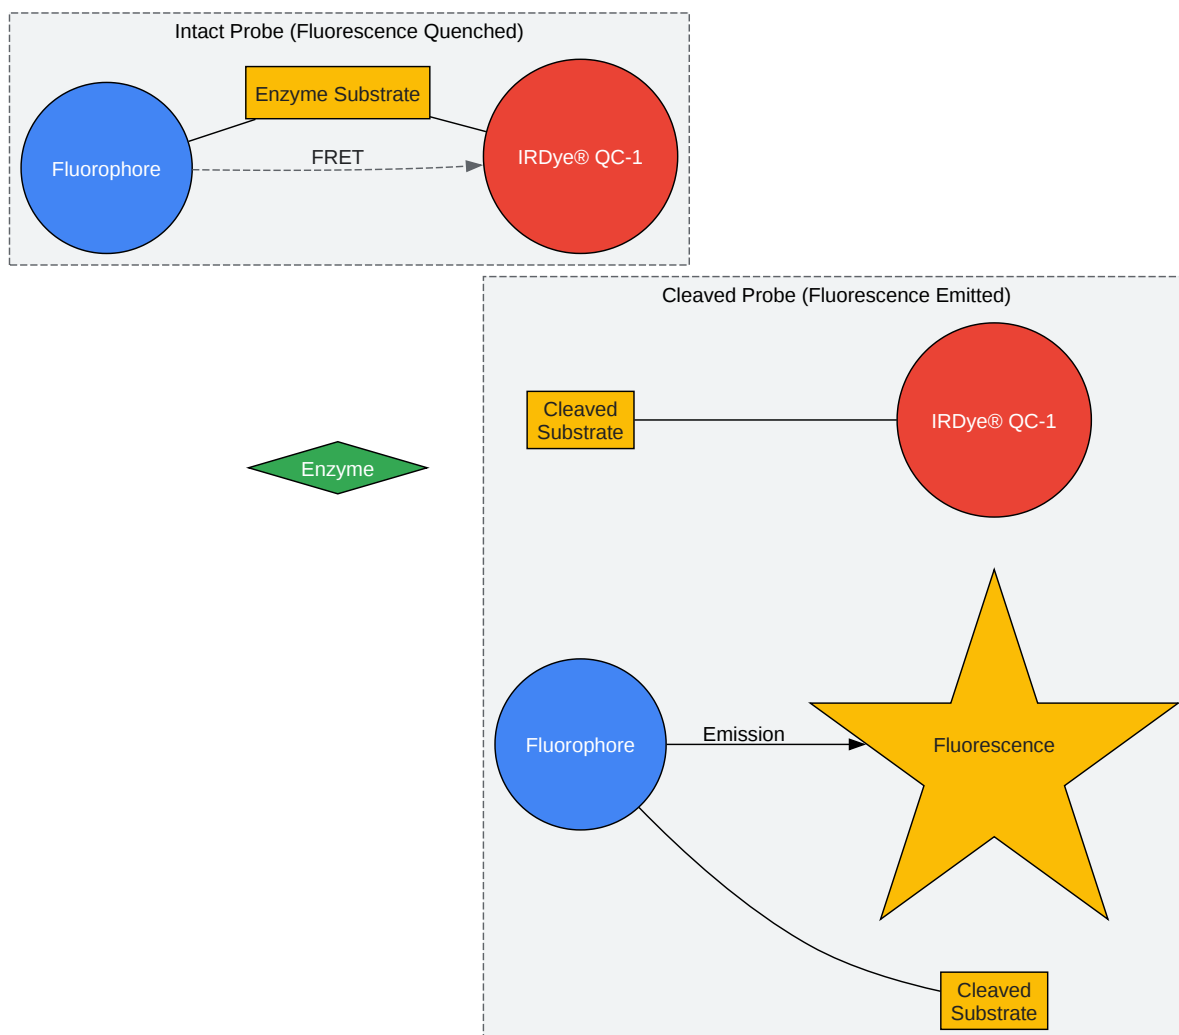 Intact Probe (Fluorescence Quenched)
Enzyme Substrate
Fluorophore
FRET
IRDye® QC-1
Cleaved Probe (Fluorescence Emitted)
Cleaved
Substrate
IRDye® QC-1
Enzyme
Fluorophore
Emission
Fluorescence
Cleaved
Substrate